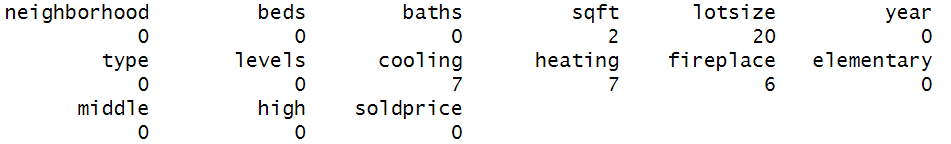 neighborhood beds baths sqft lotsize year
0 0 0 2 20 0
type levels cooling heating fireplace elementary
0 0 7 7 6 0
middle high soldprice
0 0 0